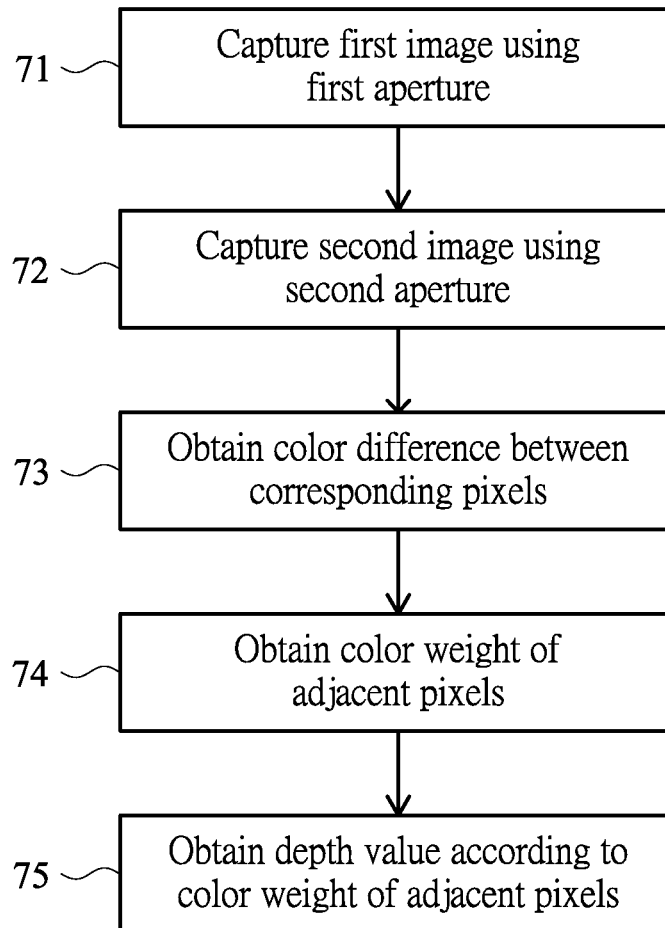 71
Capture first image using
first aperture
72
Capture second image using
second aperture
73
Obtain color difference between
corresponding pixels
74
Obtain color weight of
adjacent pixels
75
Obtain depth value according to
color weight of adjacent pixels